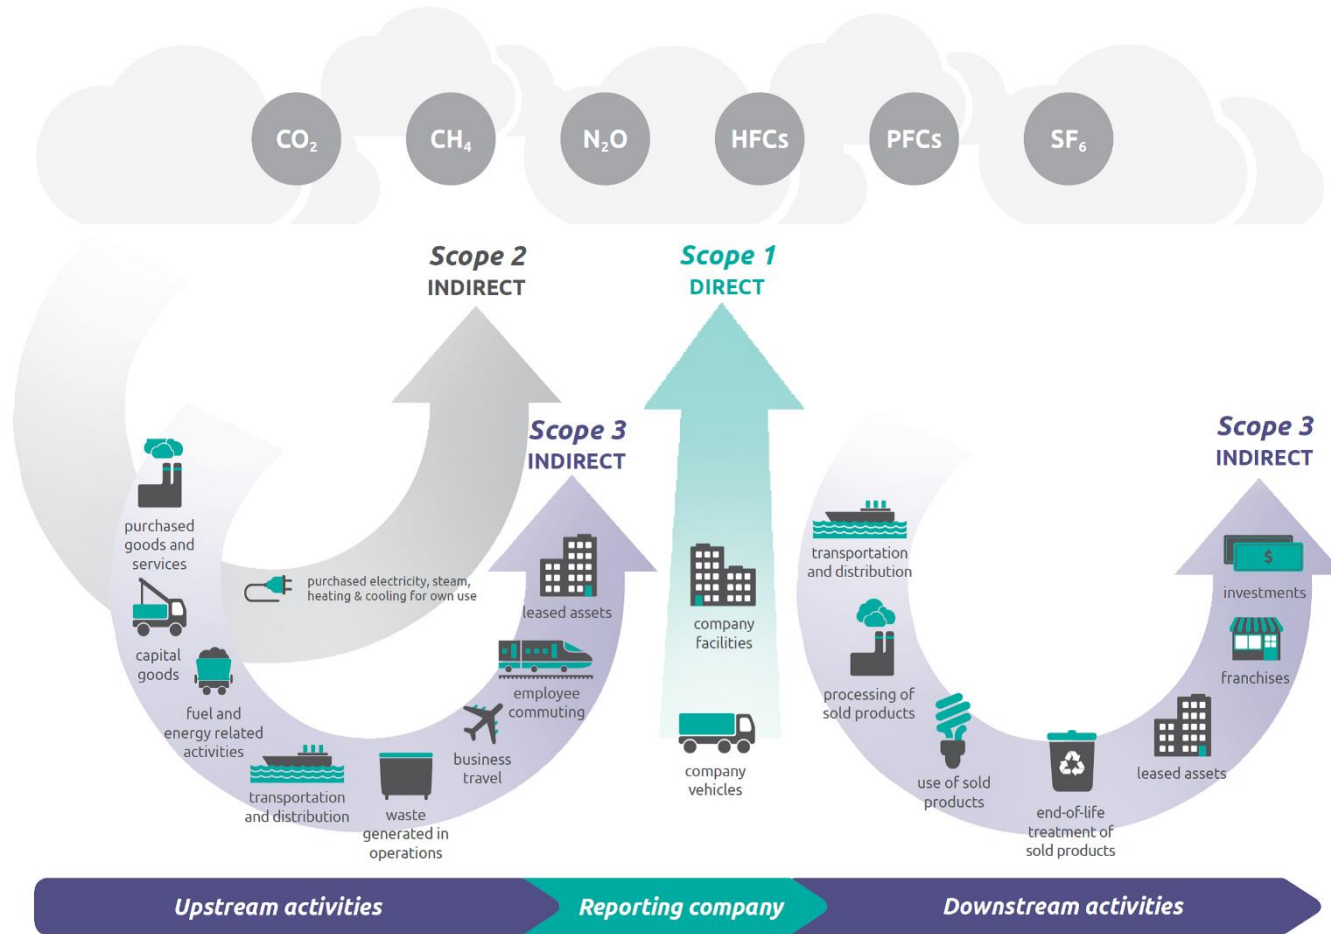 CO₂
CH₄
N₂O
HFCs
PFCs
SF₆
Scope 2
INDIRECT
Scope 1
DIRECT
Scope 3
INDIRECT
Scope 3
INDIRECT
purchased
goods and
services
capital
goods
fuel and
energy related
activities
transportation
and distribution
waste
generated in
operations
business
travel
employee
commuting
leased assets
purchased electricity, steam,
heating & cooling for own use
company
facilities
company
vehicles
transportation
and distribution
processing of
sold products
use of sold
products
end-of-life
treatment of
sold products
leased assets
franchises
$
investments
Upstream activities
Reporting company
Downstream activities